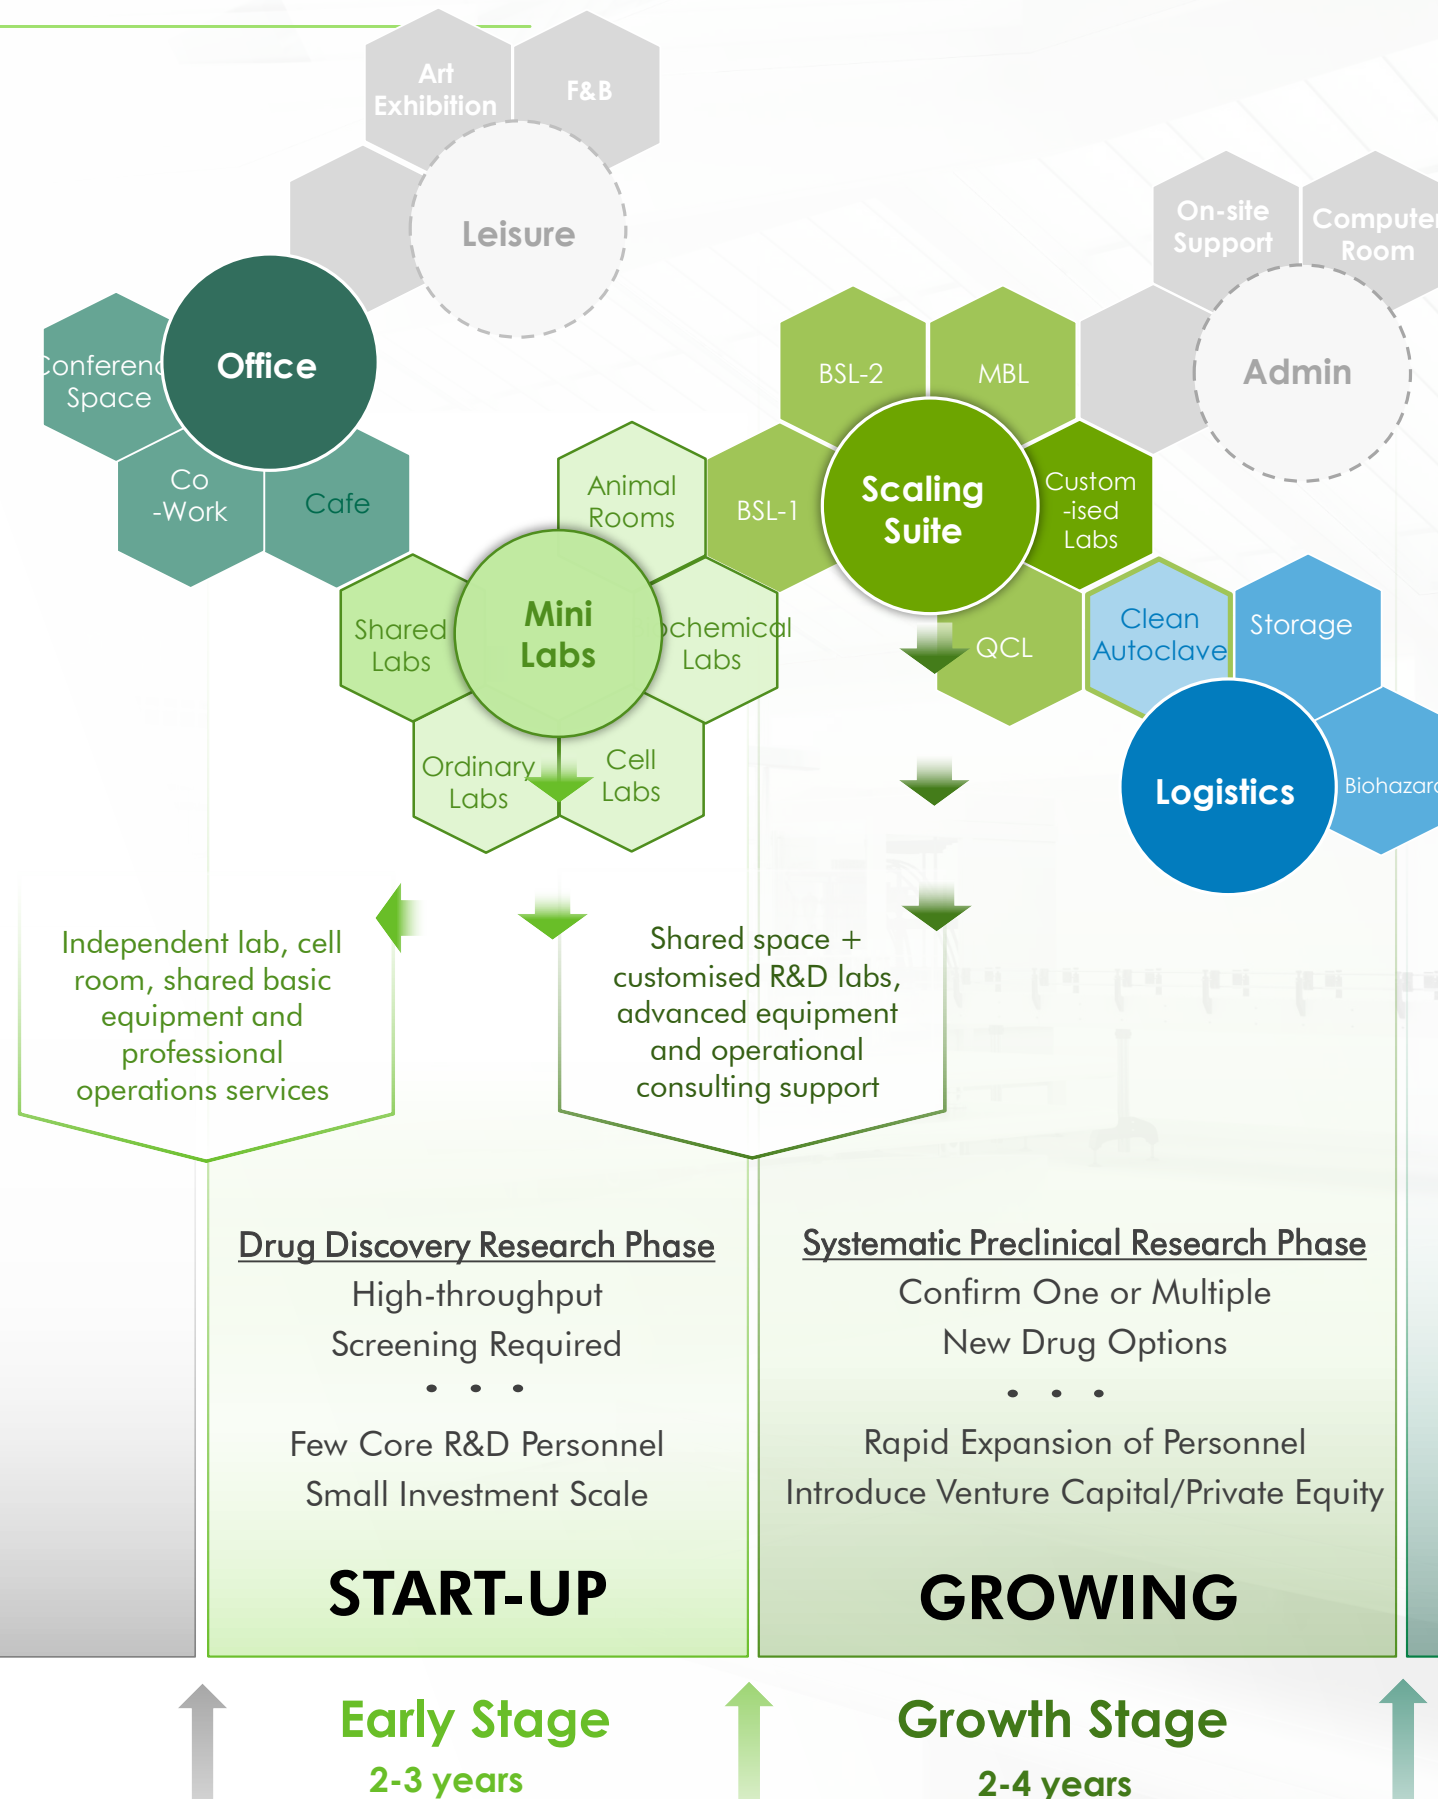 Art
Exhibition
F&B
Leisure
On-site
Support
Computer
Room
Admin
Office
Space
Co
-Work
Cafe
BSL-2
MBL
BSL-1
Scaling
Suite
Custom
-ised
Labs
QCL
Animal
Rooms
Shared
Labs
Mini
Labs
ochemical
Labs
Ordinary
Labs
Cell
Labs
Clean
Autoclave
Storage
Logistics
Biohazard
Independent lab, cell
room, shared basic
equipment and
professional
operations services
Shared space +
customised R&D labs,
advanced equipment
and operational
consulting support
Drug Discovery Research Phase
High-throughput
Screening Required
• • •
Few Core R&D Personnel
Small Investment Scale
START-UP
Systematic Preclinical Research Phase
Confirm One or Multiple
New Drug Options
• • •
Rapid Expansion of Personnel
Introduce Venture Capital/Private Equity
GROWING
Early Stage
2-3 years
Growth Stage
2-4 years